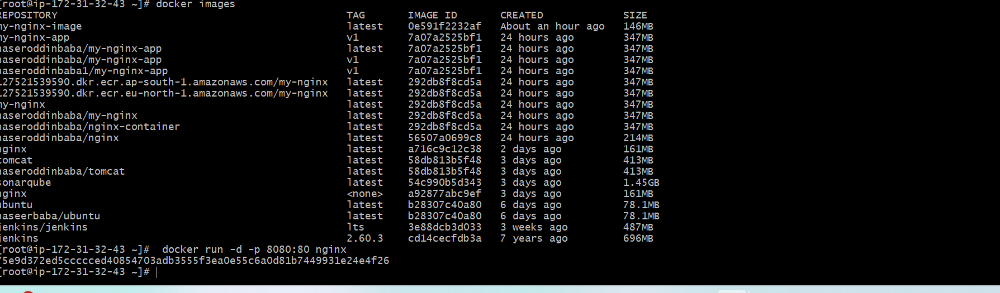 [root@ip-172-31-32-43 ~]# docker images
REPOSITORY TAG IMAGE ID CREATED SIZE
my-nginx-image latest 0e591f2232af About an hour ago 146MB
my-nginx-app v1 7a07a2525bf1 24 hours ago 347MB
naseroddinbaba/my-nginx-app latest 7a07a2525bf1 24 hours ago 347MB
naseroddinbaba/my-nginx-app v1 7a07a2525bf1 24 hours ago 347MB
naseroddinbaba1/my-nginx-app v1 7a07a2525bf1 24 hours ago 347MB
127521539590.dkr.ecr.ap-south-1.amazonaws.com/my-nginx latest 292db8f8cd5a 24 hours ago 347MB
127521539590.dkr.ecr.eu-north-1.amazonaws.com/my-nginx latest 292db8f8cd5a 24 hours ago 347MB
my-nginx latest 292db8f8cd5a 24 hours ago 347MB
naseroddinbaba/my-nginx latest 292db8f8cd5a 24 hours ago 347MB
naseroddinbaba/nginx-container latest 292db8f8cd5a 24 hours ago 347MB
naseroddinbaba/nginx latest 56507a0699c8 24 hours ago 214MB
nginx latest a716c9c12c38 2 days ago 161MB
tomcat latest 58db813b5f48 3 days ago 413MB
naseroddinbaba/tomcat latest 58db813b5f48 3 days ago 413MB
sonarqube latest 54c990b5d343 3 days ago 1.45GB
nginx <none> a92877abc9ef 3 days ago 161MB
ubuntu latest b28307c40a80 6 days ago 78.1MB
naseerbaba/ubuntu latest b28307c40a80 6 days ago 78.1MB
jenkins/jenkins lts 3e88dcb3d033 3 weeks ago 487MB
jenkins 2.60.3 cd14cecfdb3a 7 years ago 696MB
[root@ip-172-31-32-43 ~]#  docker run -d -p 8080:80 nginx
75e9d372ed5ccccced40854703adb3555f3ea0e55c6a0d81b7449931e24e4f26
[root@ip-172-31-32-43 ~]#